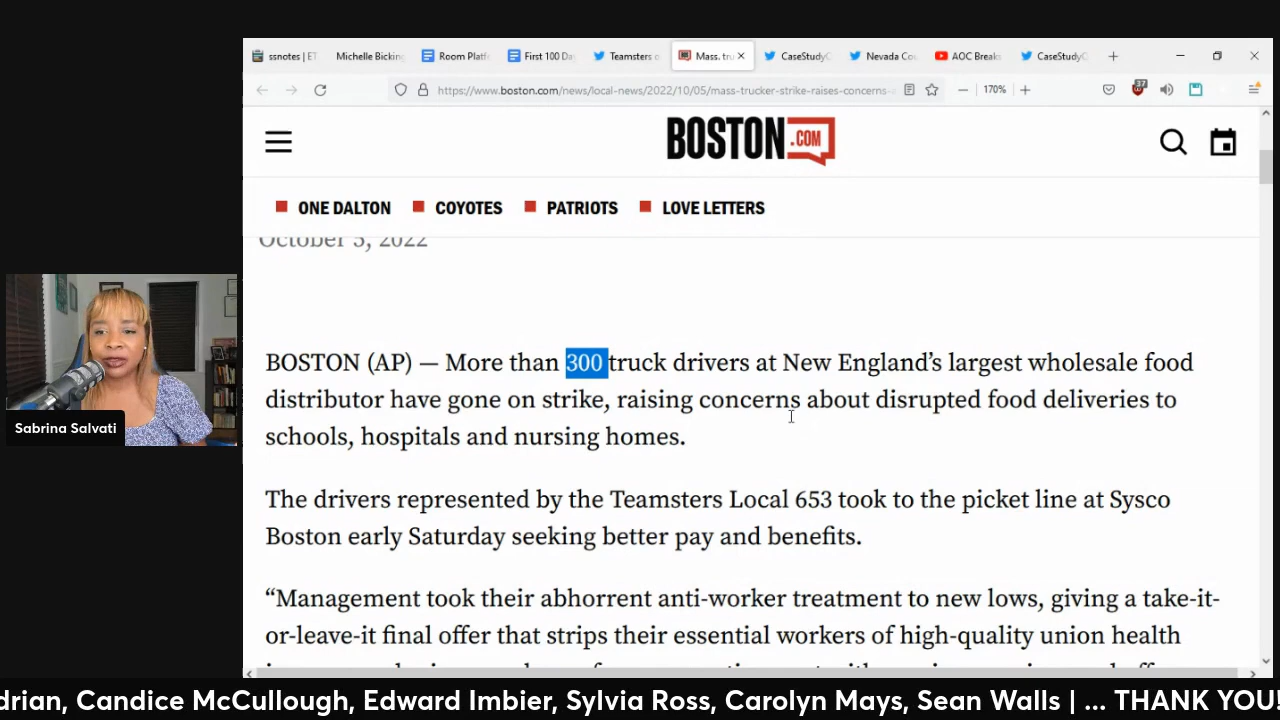 ssnotes | ET
Michelle Bicking
Room Platf
First 100 Da
Teamsters o
Mass. tru
CaseStudyQ
Nevada Cou
AOC Breaks
CaseStudyQ
https://www.boston.com/news/local-news/2022/10/05/mass-trucker-strike-raises-concerns-
170%
37
BOSTON .COM
ONE DALTON COYOTES PATRIOTS LOVE LETTERS
October 5, 2022
BOSTON (AP) — More than 300 truck drivers at New England’s largest wholesale food
distributor have gone on strike, raising concerns about disrupted food deliveries to
schools, hospitals and nursing homes.
The drivers represented by the Teamsters Local 653 took to the picket line at Sysco
Boston early Saturday seeking better pay and benefits.
“Management took their abhorrent anti-worker treatment to new lows, giving a take-it-
or-leave-it final offer that strips their essential workers of high-quality union health
Sabrina Salvati
drian, Candice McCullough, Edward Imbier, Sylvia Ross, Carolyn Mays, Sean Walls | ... THANK YOU!